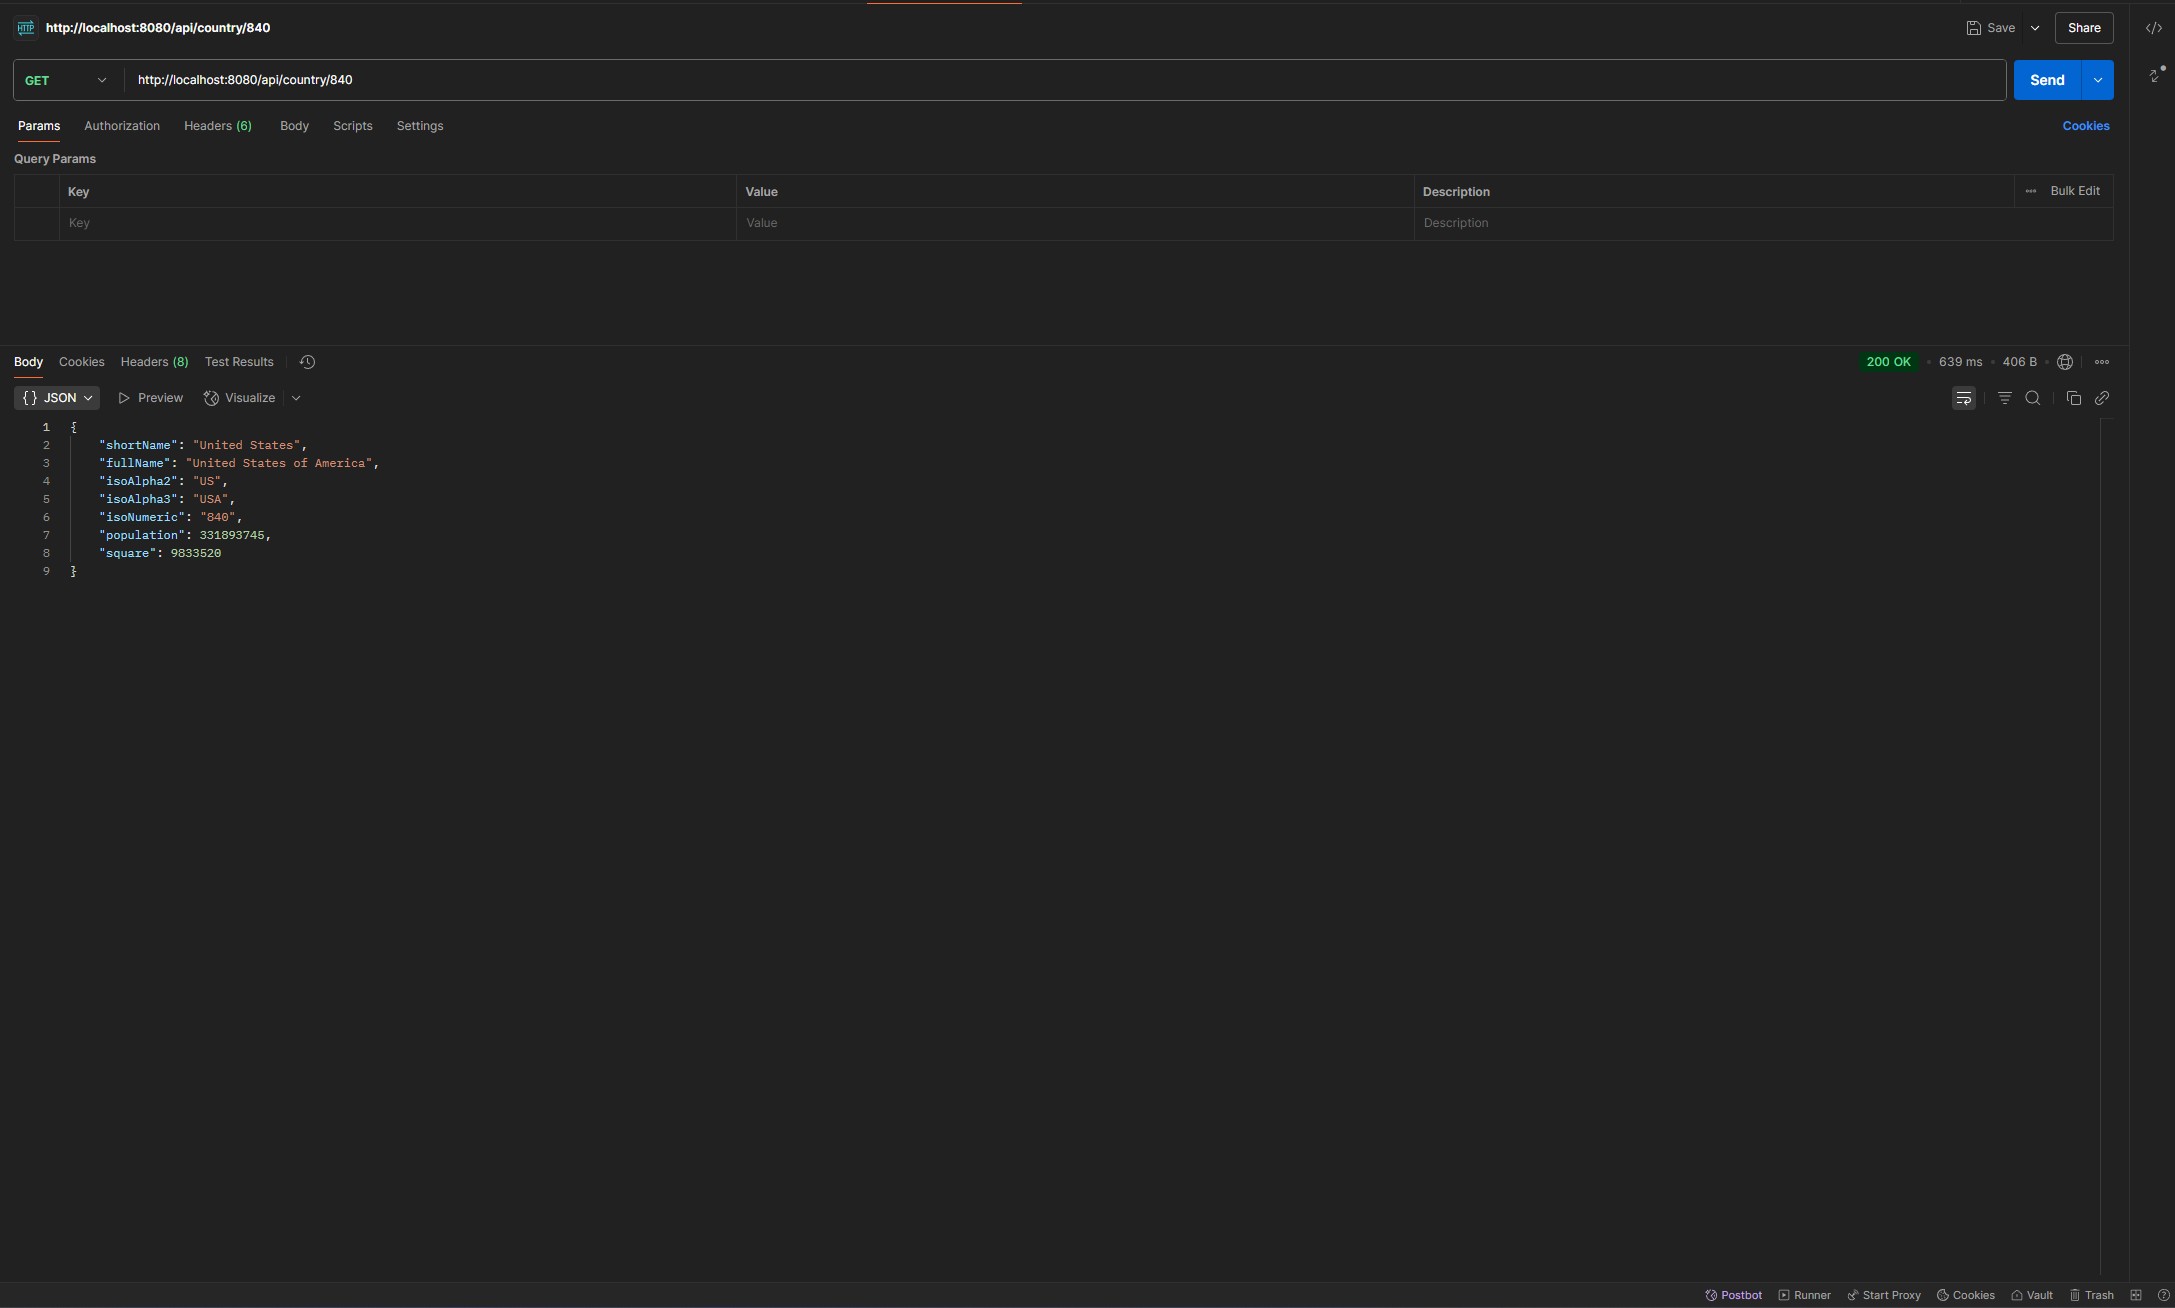 HTTP http://localhost:8080/api/country/840 Save Share
GET http://localhost:8080/api/country/840 Send
Params Authorization Headers (6) Body Scripts Settings Cookies
Query Params
Key Value Description Bulk Edit
Key Value Description
Body Cookies Headers (8) Test Results 200 OK 639 ms 406 B
{} JSON Preview Visualize
1 {
2 "shortName": "United States",
3 "fullName": "United States of America",
4 "isoAlpha2": "US",
5 "isoAlpha3": "USA",
6 "isoNumeric": "840",
7 "population": 331893745,
8 "square": 9833520
9 }
Postbot Runner Start Proxy Cookies Vault Trash